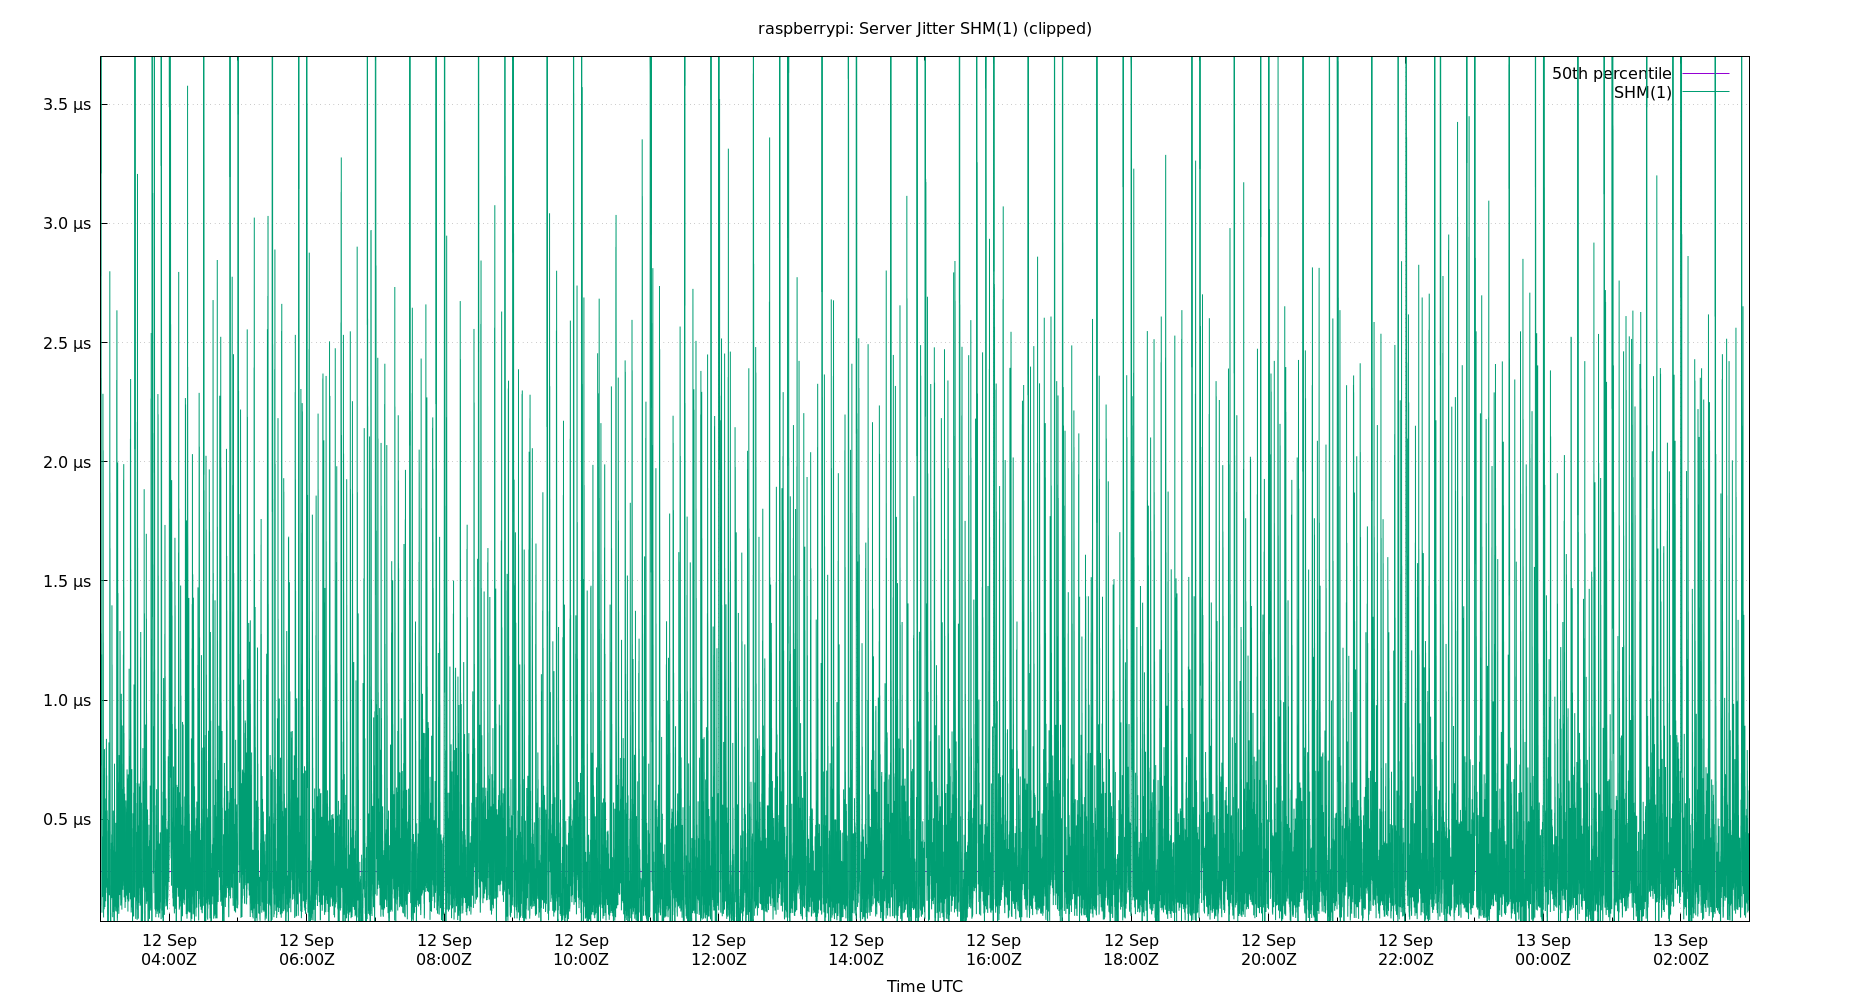 raspberrypi: Server Jitter SHM(1) (clipped)
50th percentile
SHM(1)
3.5 μs
3.0 μs
2.5 μs
2.0 μs
1.5 μs
1.0 μs
0.5 μs
12 Sep 12 Sep 12 Sep 12 Sep 12 Sep 12 Sep 12 Sep 12 Sep 12 Sep 12 Sep 13 Sep 13 Sep
04:00Z 06:00Z 08:00Z 10:00Z 12:00Z 14:00Z 16:00Z 18:00Z 20:00Z 22:00Z 00:00Z 02:00Z
Time UTC